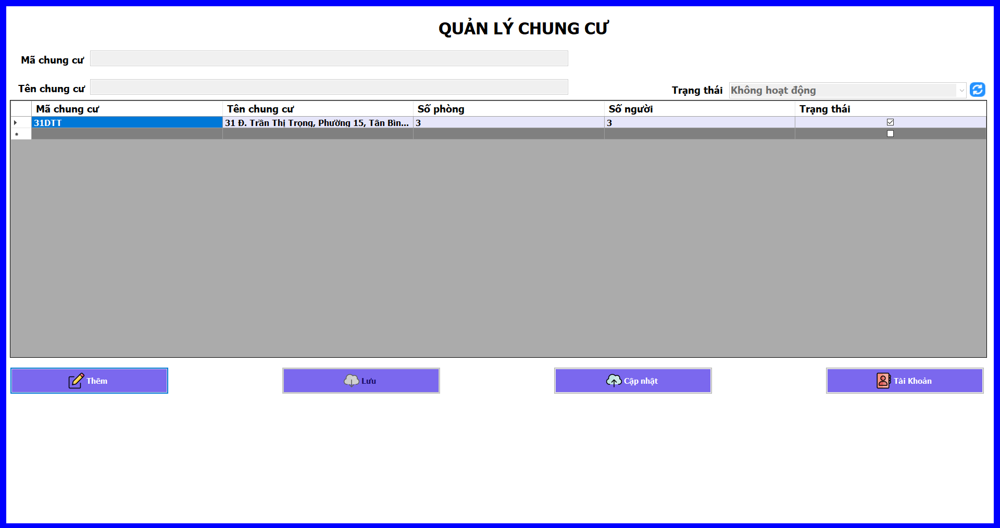 QUẢN LÝ CHUNG CƯ
Mã chung cư
Tên chung cư
Trạng thái Không hoạt động
Mã chung cư Tên chung cư Số phòng Số người Trạng thái
31DTT 31 Đ. Trần Thị Trọng, Phường 15, Tân Bìn... 3 3
Thêm Lưu Cập nhật Tài Khoản